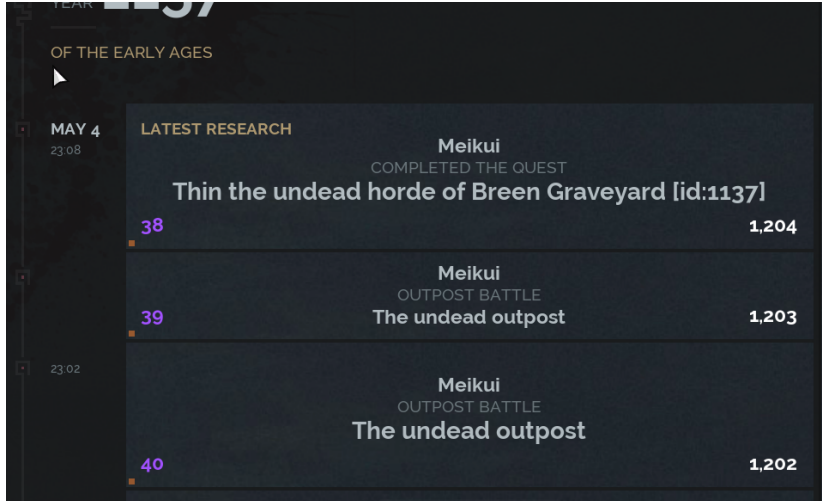 YEAR 1137
OF THE EARLY AGES
MAY 4
23:08
LATEST RESEARCH
Meikui
COMPLETED THE QUEST
Thin the undead horde of Breen Graveyard [id:1137]
38
1,204
Meikui
OUTPOST BATTLE
The undead outpost
39
1,203
23:02
Meikui
OUTPOST BATTLE
The undead outpost
40
1,202